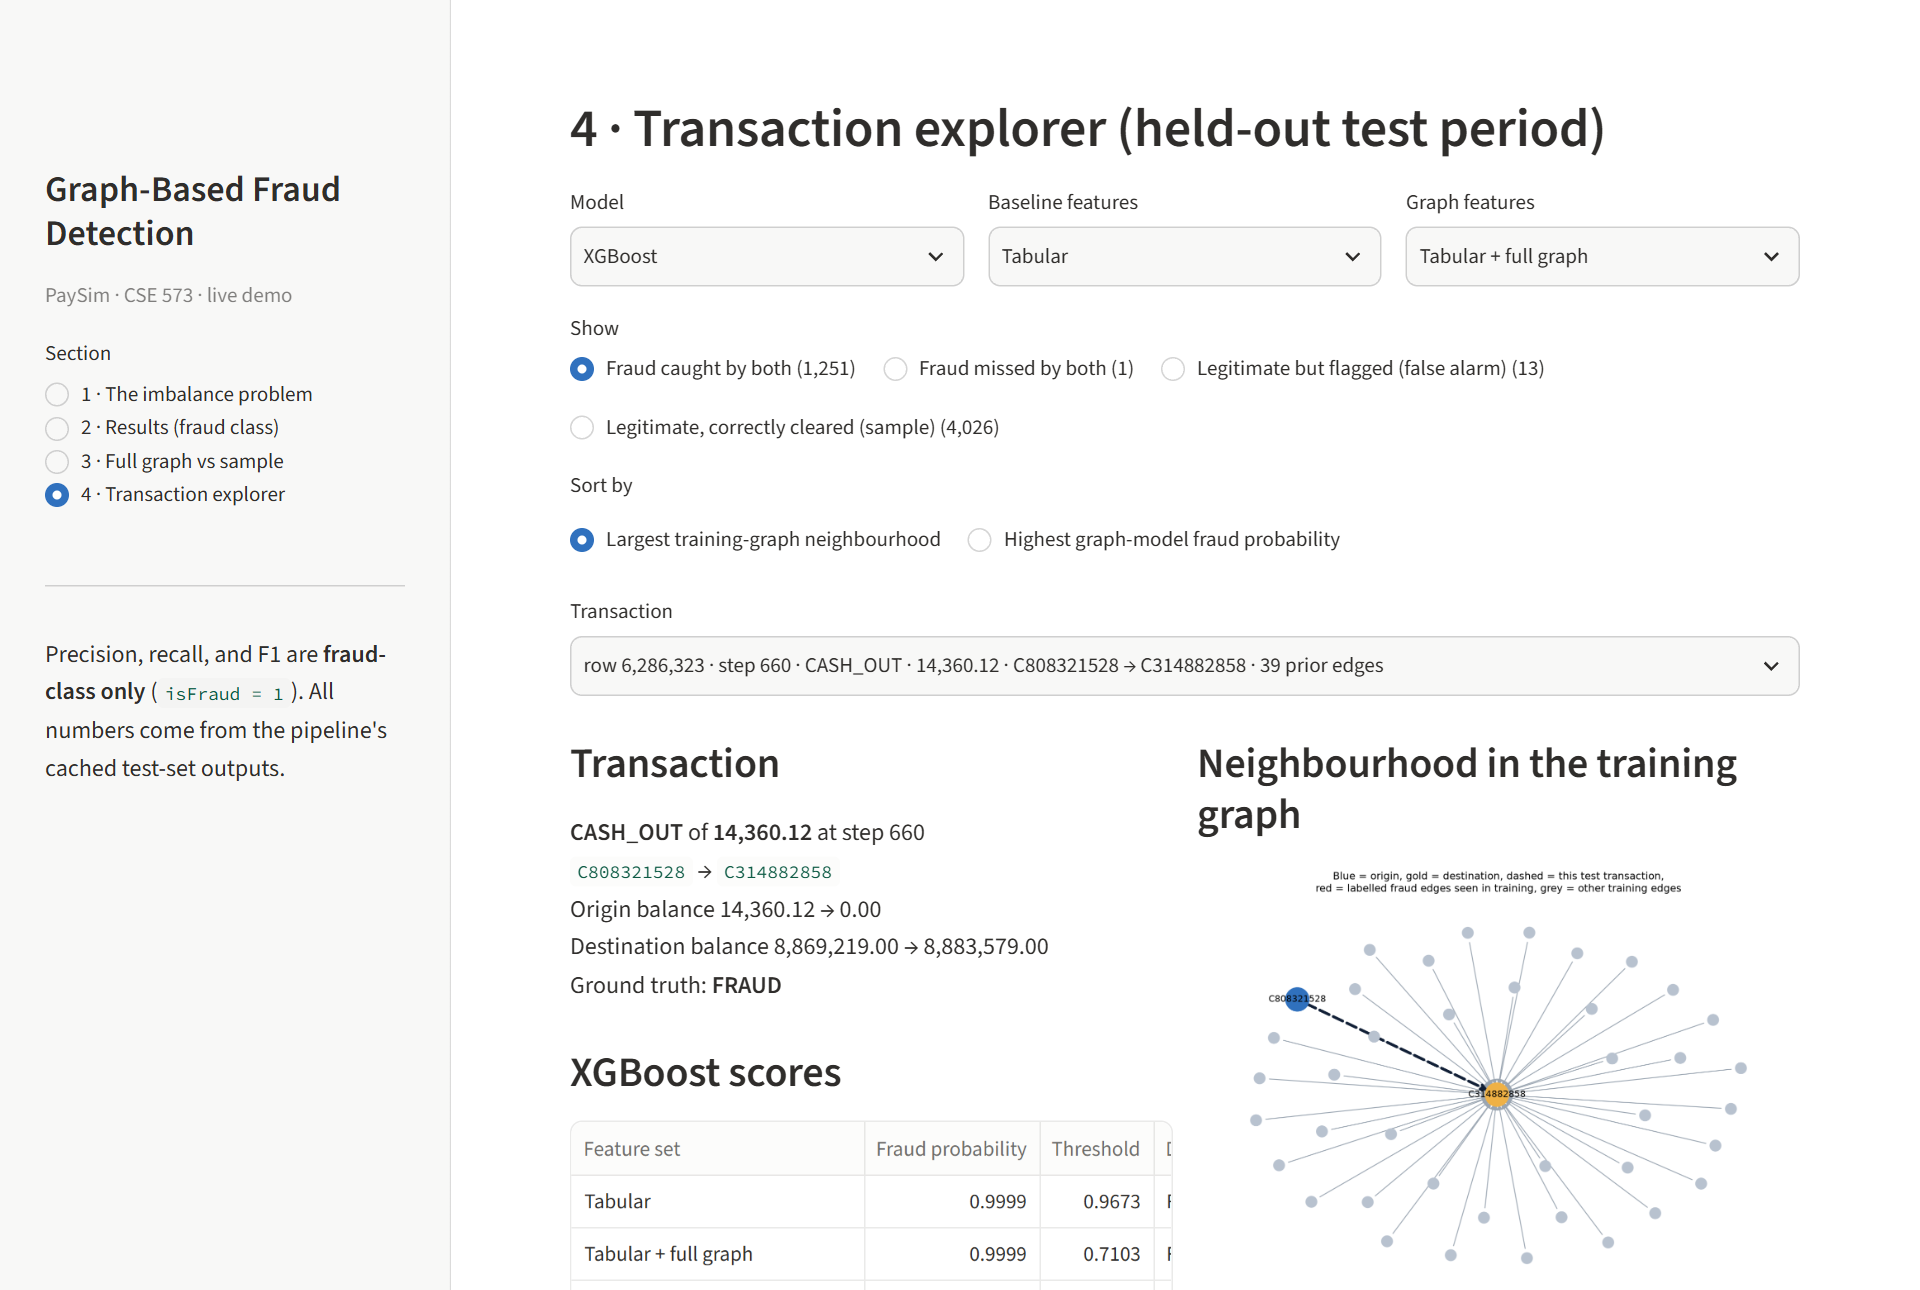 Graph-Based Fraud
Detection
PaySim · CSE 573 · live demo
Section
1 · The imbalance problem
2 · Results (fraud class)
3 · Full graph vs sample
4 · Transaction explorer
Precision, recall, and F1 are fraud-
class only ( isFraud = 1 ). All
numbers come from the pipeline's
cached test-set outputs.
4 · Transaction explorer (held-out test period)
Model
Baseline features
Graph features
XGBoost
Tabular
Tabular + full graph
Show
Fraud caught by both (1,251)
Fraud missed by both (1)
Legitimate but flagged (false alarm) (13)
Legitimate, correctly cleared (sample) (4,026)
Sort by
Largest training-graph neighbourhood
Highest graph-model fraud probability
Transaction
row 6,286,323 · step 660 · CASH_OUT · 14,360.12 · C808321528 → C314882858 · 39 prior edges
Transaction
CASH_OUT of 14,360.12 at step 660
C808321528 → C314882858
Origin balance 14,360.12 → 0.00
Destination balance 8,869,219.00 → 8,883,579.00
Ground truth: FRAUD
XGBoost scores
Feature set Fraud probability Threshold
Tabular 0.9999 0.9673
Tabular + full graph 0.9999 0.7103
Neighbourhood in the training
graph
Blue = origin, gold = destination, dashed = this test transaction,
red = labelled fraud edges seen in training, grey = other training edges
C808321528
C314882858